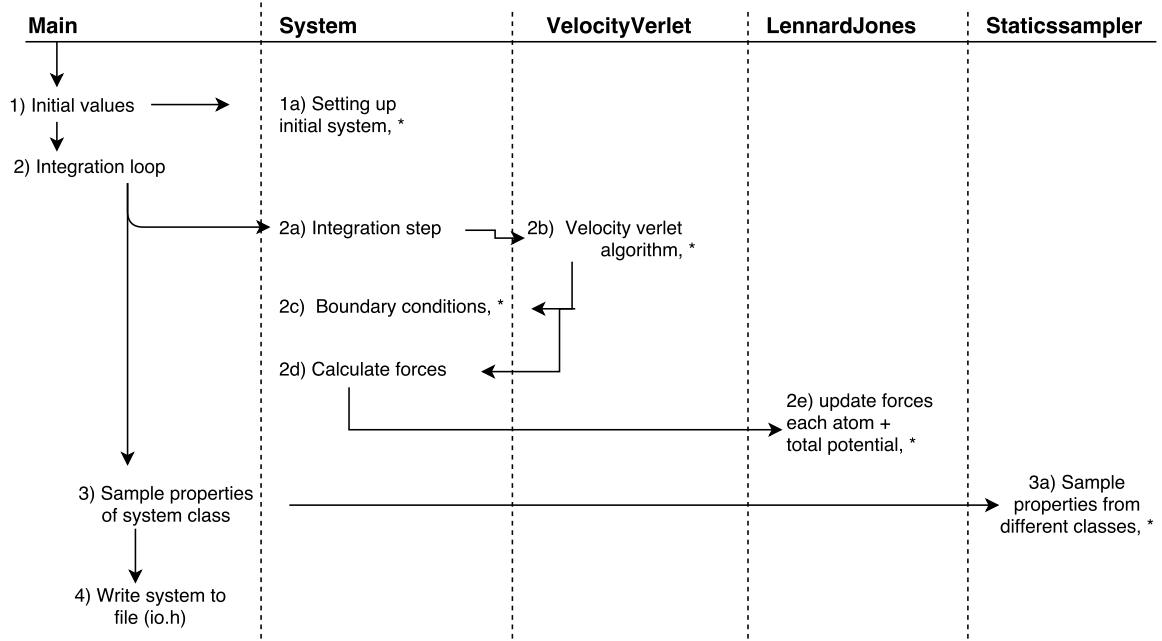 Main
System
VelocityVerlet
LennardJones
Staticssampler
1) Initial values
1a) Setting up
initial system, *
2) Integration loop
2a) Integration step
2b) Velocity verlet
algorithm, *
2c) Boundary conditions, *
2d) Calculate forces
2e) update forces
each atom +
total potential, *
3) Sample properties
of system class
3a) Sample
properties from
different classes, *
4) Write system to
file (io.h)